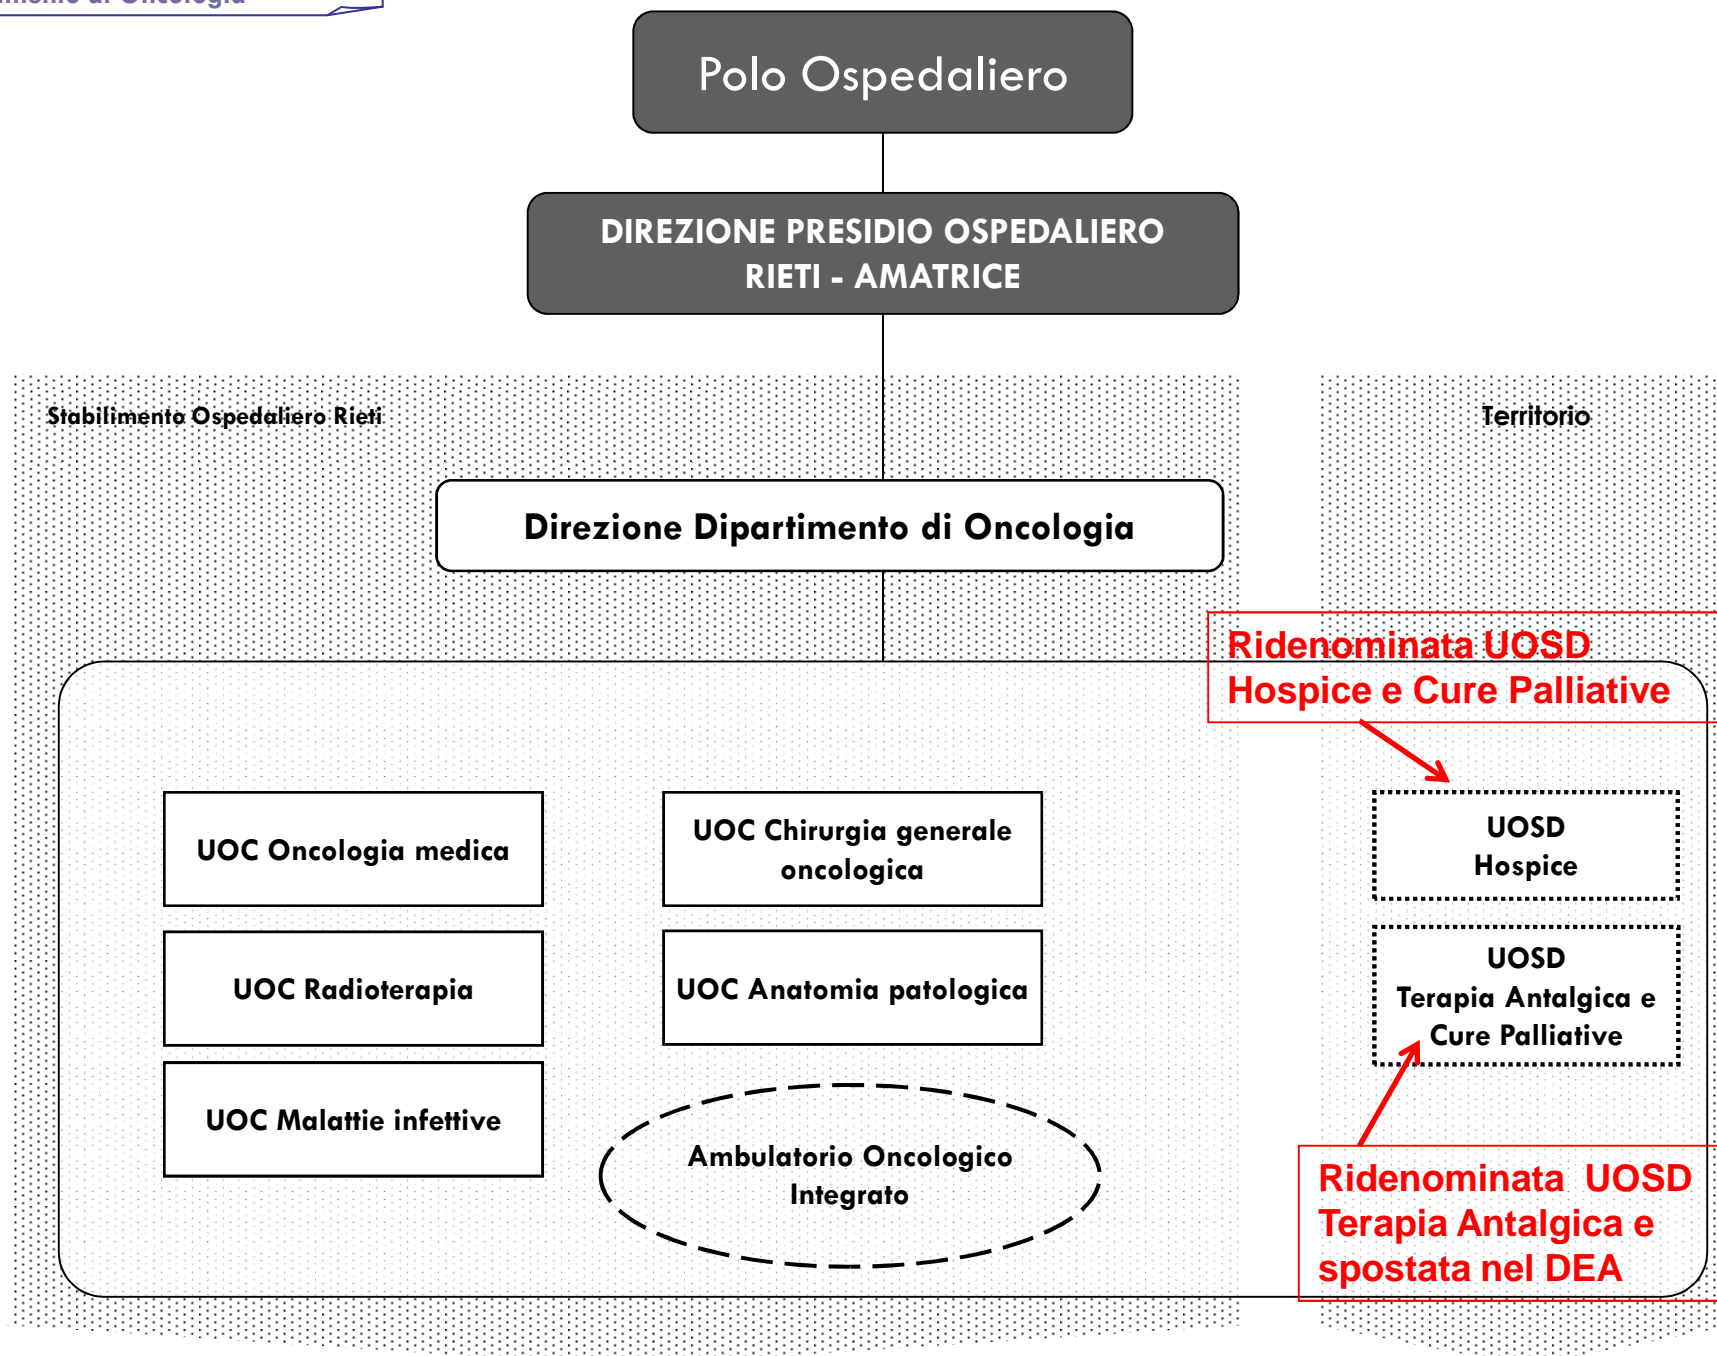 di Oncologia
Polo Ospedaliero
DIREZIONE PRESIDIO OSPEDALIERO
RIETI - AMATRICE
Stabilimento Ospedaliero Rieti
Territorio
Direzione Dipartimento di Oncologia
Ridenominata UOSD
Hospice e Cure Palliative
UOC Oncologia medica
UOC Chirurgia generale
oncologica
UOSD
Hospice
UOC Radioterapia
UOC Anatomia patologica
UOSD
Terapia Antalgica e
Cure Palliative
UOC Malattie infettive
Ambulatorio Oncologico
Integrato
Ridenominata UOSD
Terapia Antalgica e
spostata nel DEA